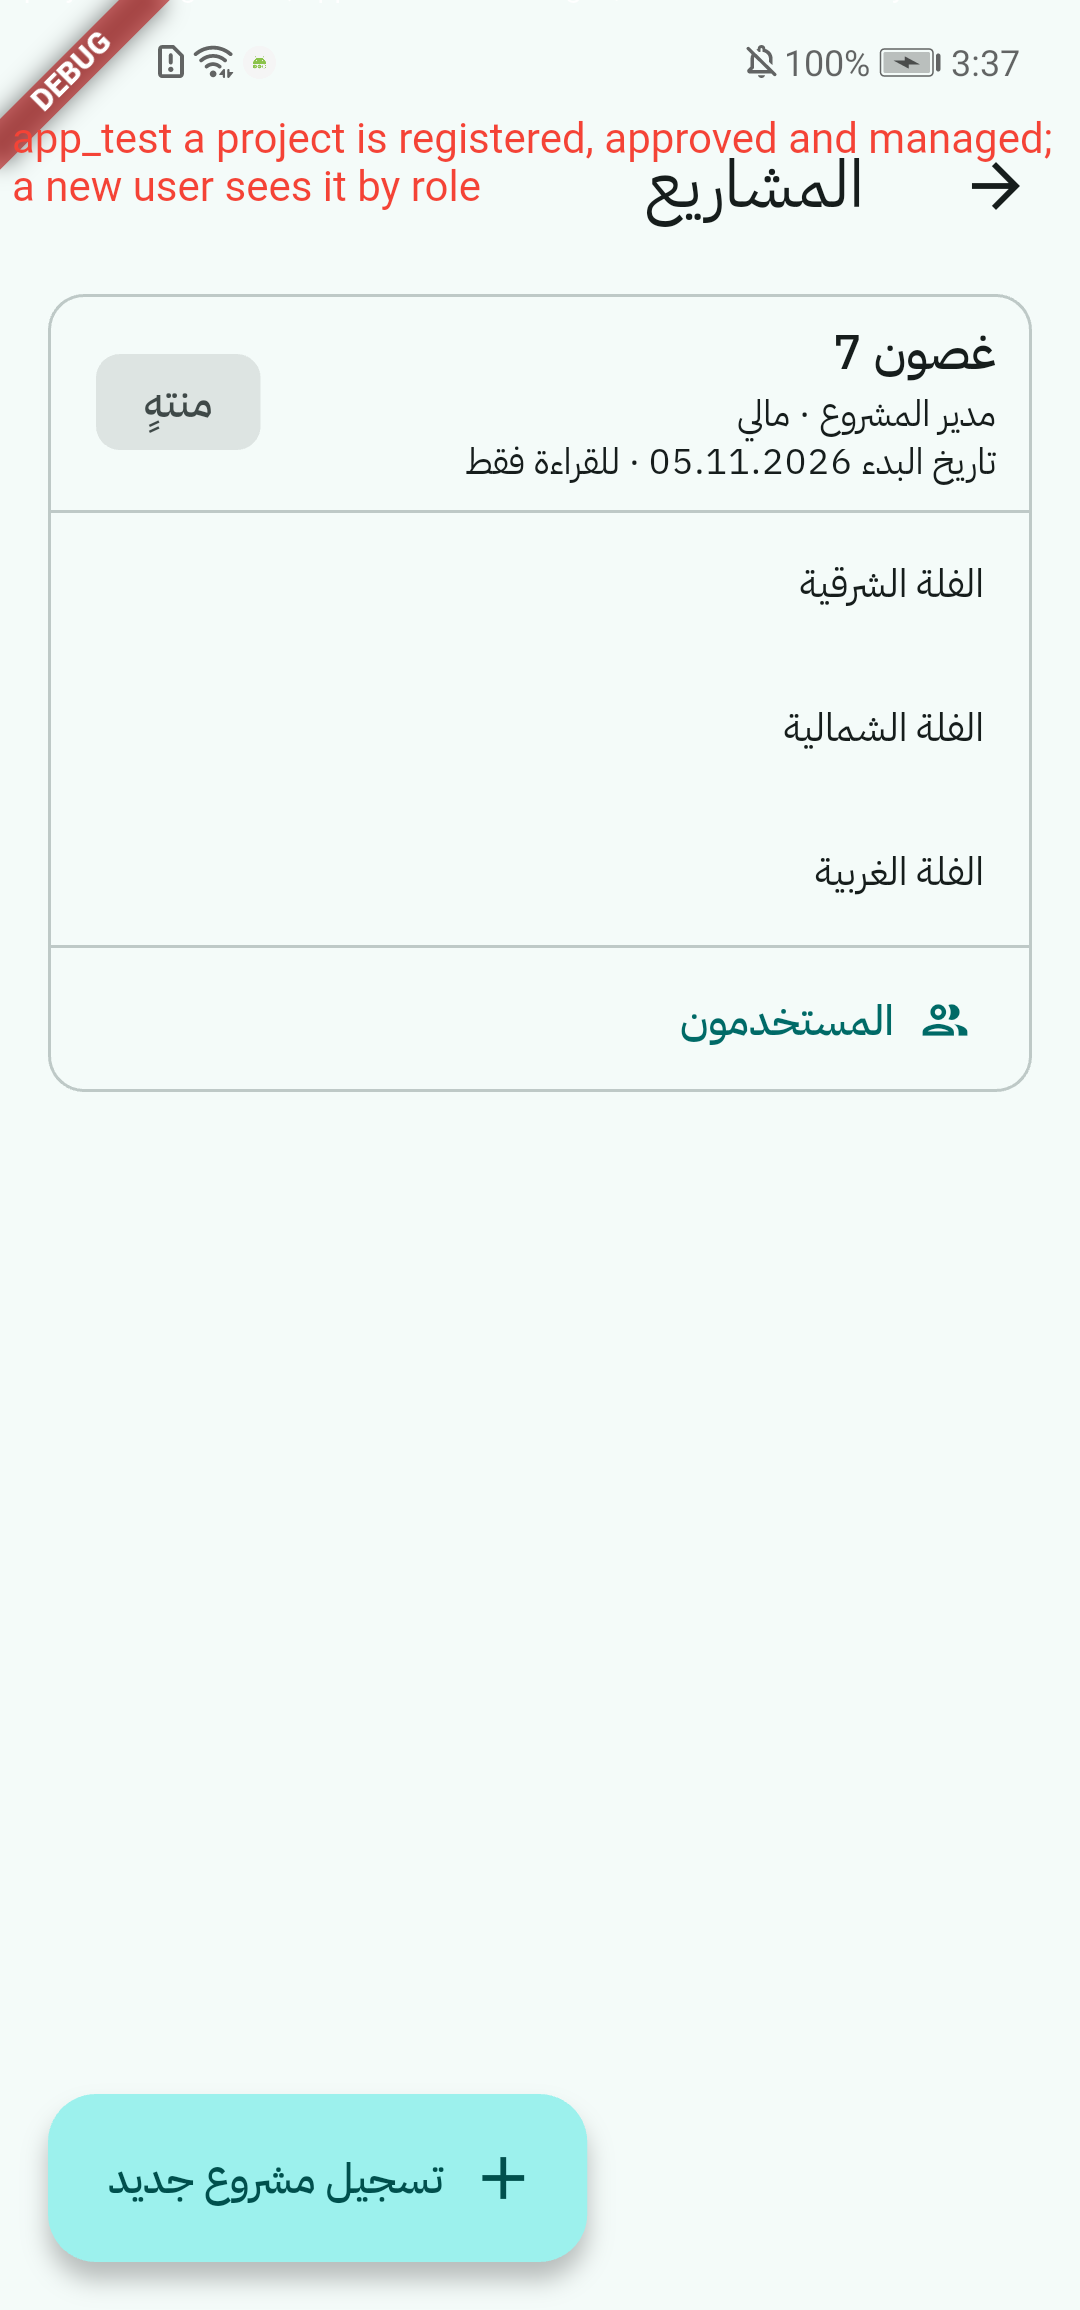 DEBUG
100% 3:37
app_test a project is registered, approved and managed;
a new user sees it by role
المشاريع
غصون 7
مدير المشروع · مالي
تاريخ البدء 05.11.2026 · للقراءة فقط
منتهٍ
الفلة الشرقية
الفلة الشمالية
الفلة الغربية
المستخدمون
تسجيل مشروع جديد